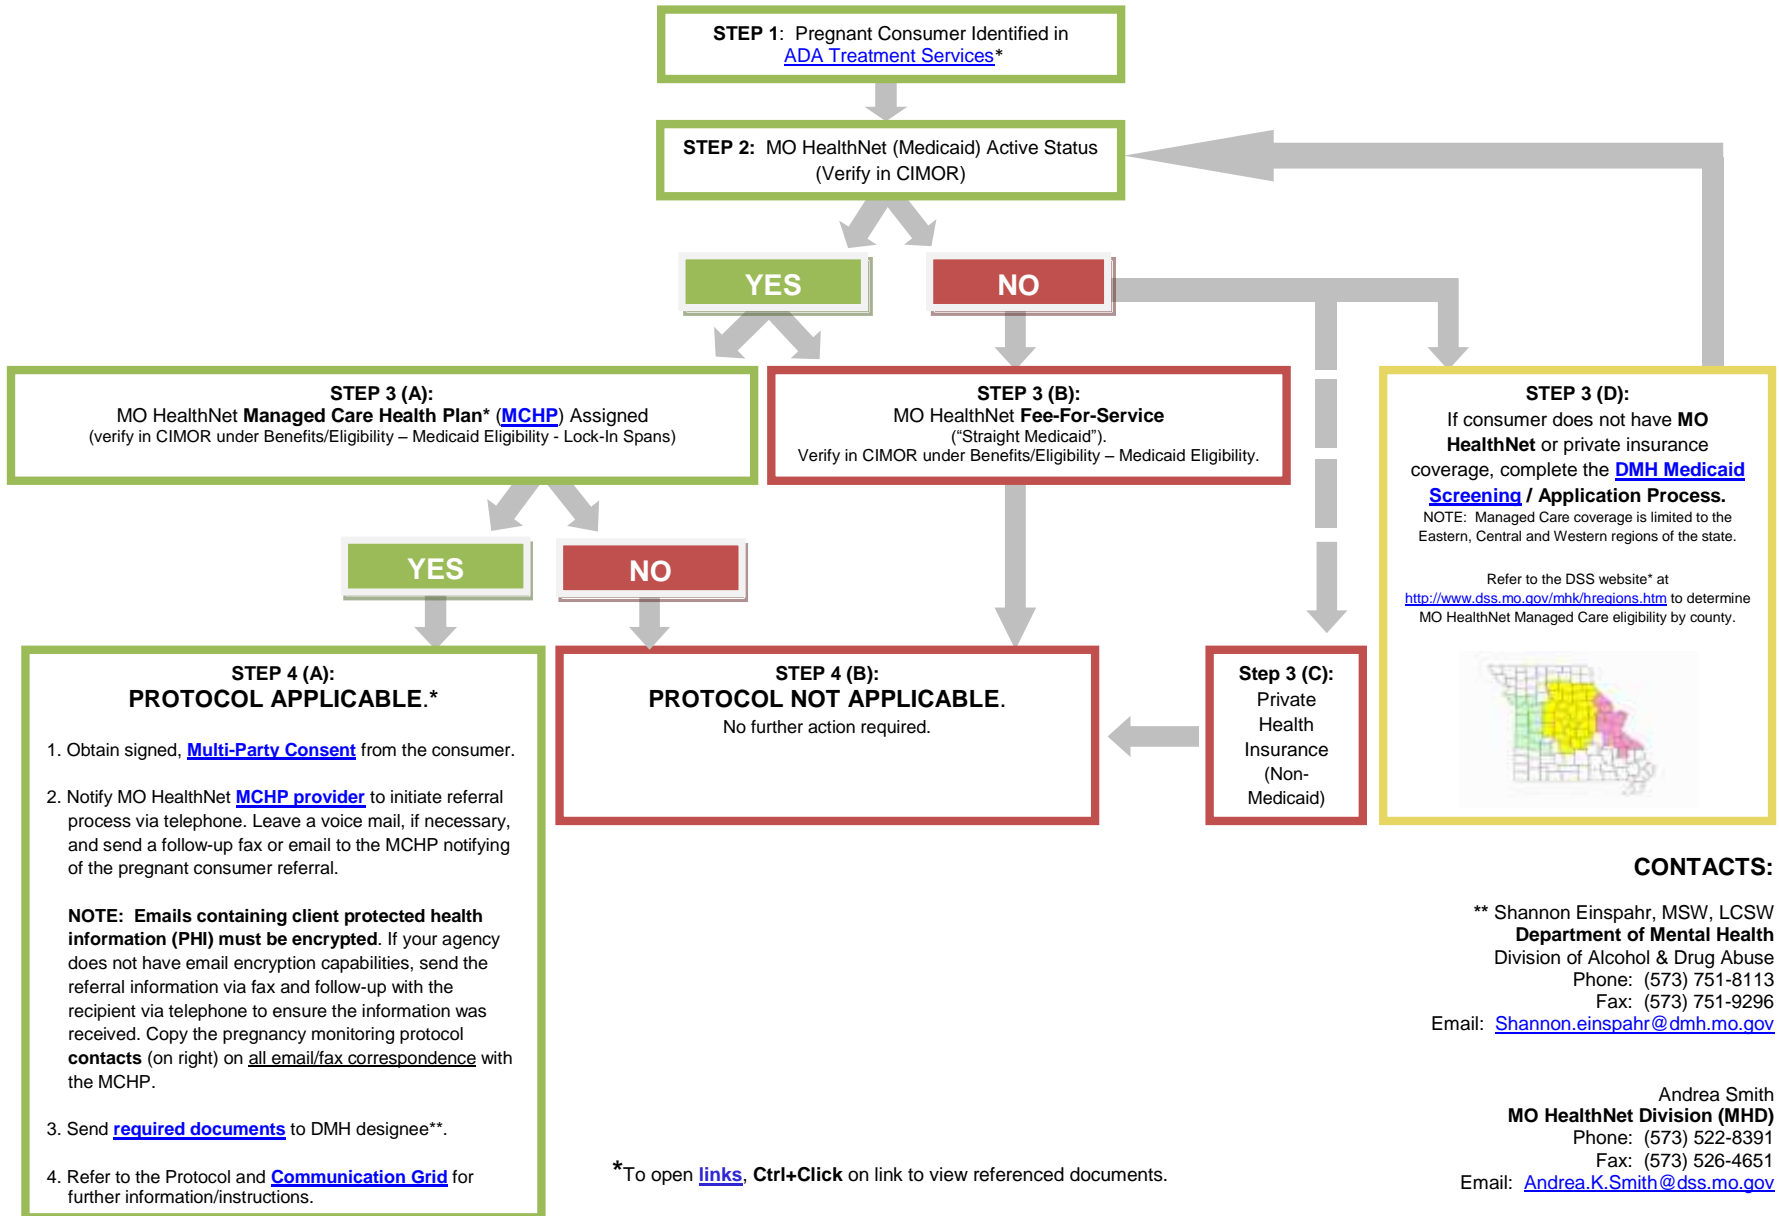 STEP 1: Pregnant Consumer Identified in
ADA Treatment Services*
STEP 2: MO HealthNet (Medicaid) Active Status
(Verify in CIMOR)
YES
NO
STEP 3 (A):
MO HealthNet Managed Care Health Plan* (MCHP) Assigned
(verify in CIMOR under Benefits/Eligibility – Medicaid Eligibility - Lock-In Spans)
STEP 3 (B):
MO HealthNet Fee-For-Service
("Straight Medicaid").
Verify in CIMOR under Benefits/Eligibility – Medicaid Eligibility.
STEP 3 (D):
If consumer does not have MO
HealthNet or private insurance
coverage, complete the DMH Medicaid
Screening / Application Process.
NOTE: Managed Care coverage is limited to the
Eastern, Central and Western regions of the state.
Refer to the DSS website* at
http://www.dss.mo.gov/mhk/hregions.htm to determine
MO HealthNet Managed Care eligibility by county.
YES
NO
STEP 4 (A):
PROTOCOL APPLICABLE.*
1. Obtain signed, Multi-Party Consent from the consumer.
2. Notify MO HealthNet MCHP provider to initiate referral
process via telephone. Leave a voice mail, if necessary,
and send a follow-up fax or email to the MCHP notifying
of the pregnant consumer referral.
NOTE: Emails containing client protected health
information (PHI) must be encrypted. If your agency
does not have email encryption capabilities, send the
referral information via fax and follow-up with the
recipient via telephone to ensure the information was
received. Copy the pregnancy monitoring protocol
contacts (on right) on all email/fax correspondence with
the MCHP.
3. Send required documents to DMH designee**.
4. Refer to the Protocol and Communication Grid for
further information/instructions.
STEP 4 (B):
PROTOCOL NOT APPLICABLE.
No further action required.
Step 3 (C):
Private
Health
Insurance
(Non-
Medicaid)
CONTACTS:
** Shannon Einspahr, MSW, LCSW
Department of Mental Health
Division of Alcohol & Drug Abuse
Phone: (573) 751-8113
Fax: (573) 751-9296
Email: Shannon.einspahr@dmh.mo.gov
Andrea Smith
MO HealthNet Division (MHD)
Phone: (573) 522-8391
Fax: (573) 526-4651
Email: Andrea.K.Smith@dss.mo.gov
*To open links, Ctrl+Click on link to view referenced documents.